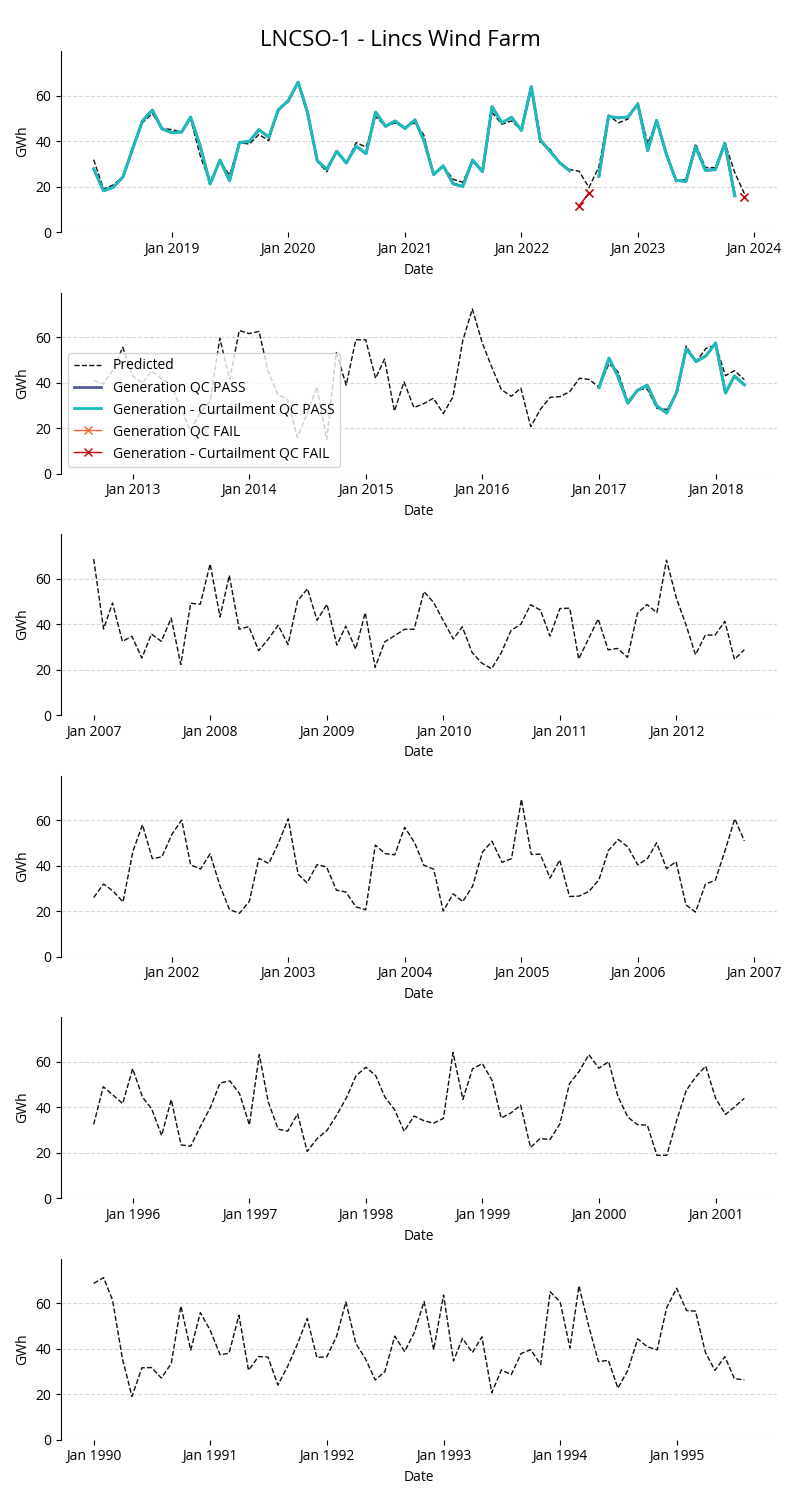 LNCSO-1 - Lincs Wind Farm
60
40
20
0
GWh
Jan 2019 Jan 2020 Jan 2021 Jan 2022 Jan 2023 Jan 2024
Date
60
40
20
0
GWh
Predicted
Generation QC PASS
Generation - Curtailment QC PASS
Generation QC FAIL
Generation - Curtailment QC FAIL
Jan 2013 Jan 2014 Jan 2015 Jan 2016 Jan 2017 Jan 2018
Date
60
40
20
0
GWh
Jan 2007 Jan 2008 Jan 2009 Jan 2010 Jan 2011 Jan 2012
Date
60
40
20
0
GWh
Jan 2002 Jan 2003 Jan 2004 Jan 2005 Jan 2006 Jan 2007
Date
60
40
20
0
GWh
Jan 1996 Jan 1997 Jan 1998 Jan 1999 Jan 2000 Jan 2001
Date
60
40
20
0
GWh
Jan 1990 Jan 1991 Jan 1992 Jan 1993 Jan 1994 Jan 1995
Date